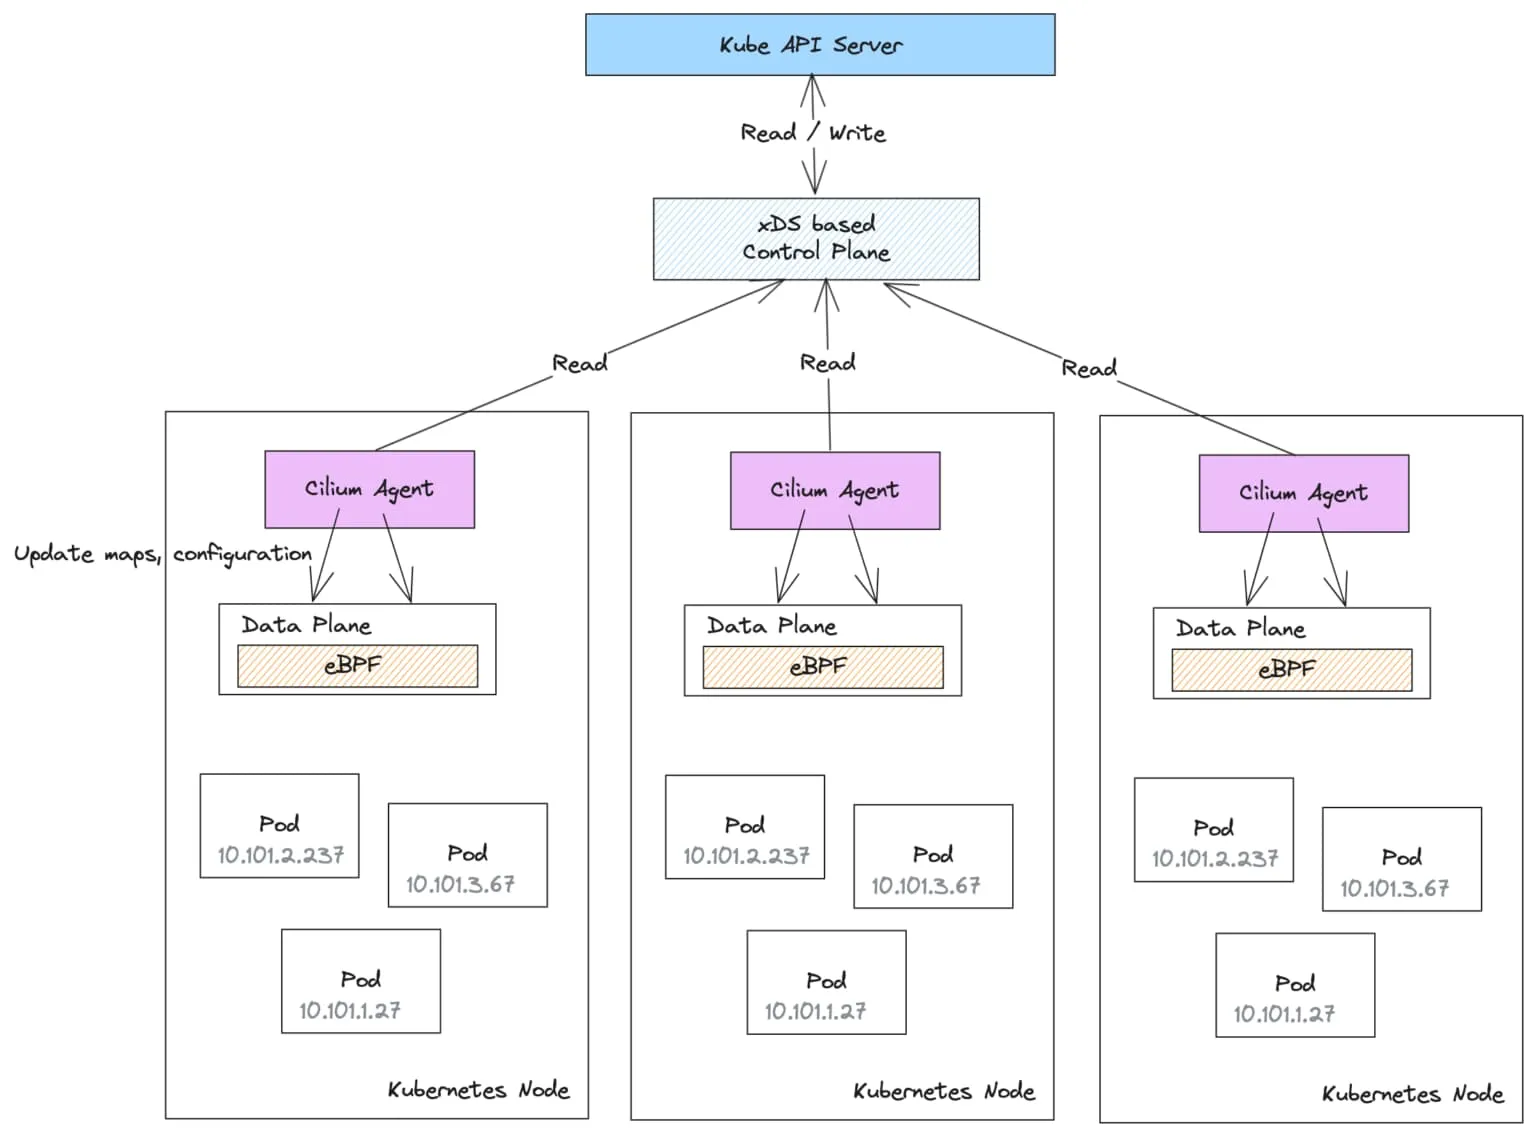 Kube API Server
Read / Write
xDS based
Control Plane
Read
Read
Read
Cilium Agent
Update maps, configuration
Data Plane
eBPF
Pod
10.101.2.237
Pod
10.101.3.67
Pod
10.101.1.27
Kubernetes Node
Cilium Agent
Data Plane
eBPF
Pod
10.101.2.237
Pod
10.101.3.67
Pod
10.101.1.27
Kubernetes Node
Cilium Agent
Data Plane
eBPF
Pod
10.101.2.237
Pod
10.101.3.67
Pod
10.101.1.27
Kubernetes Node